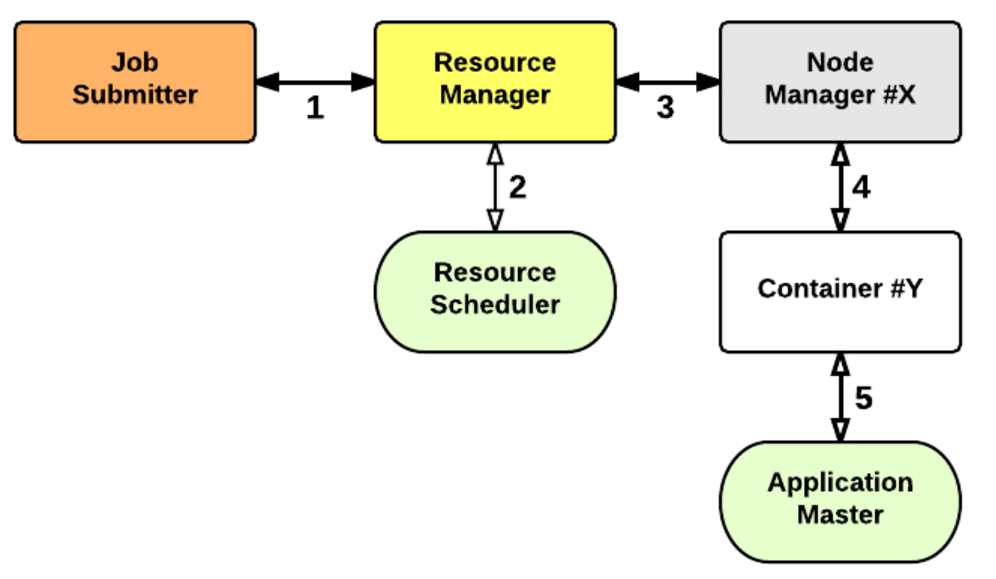 Job
Submitter
1
Resource
Manager
3
Node
Manager #X
2
4
Resource
Scheduler
Container #Y
5
Application
Master